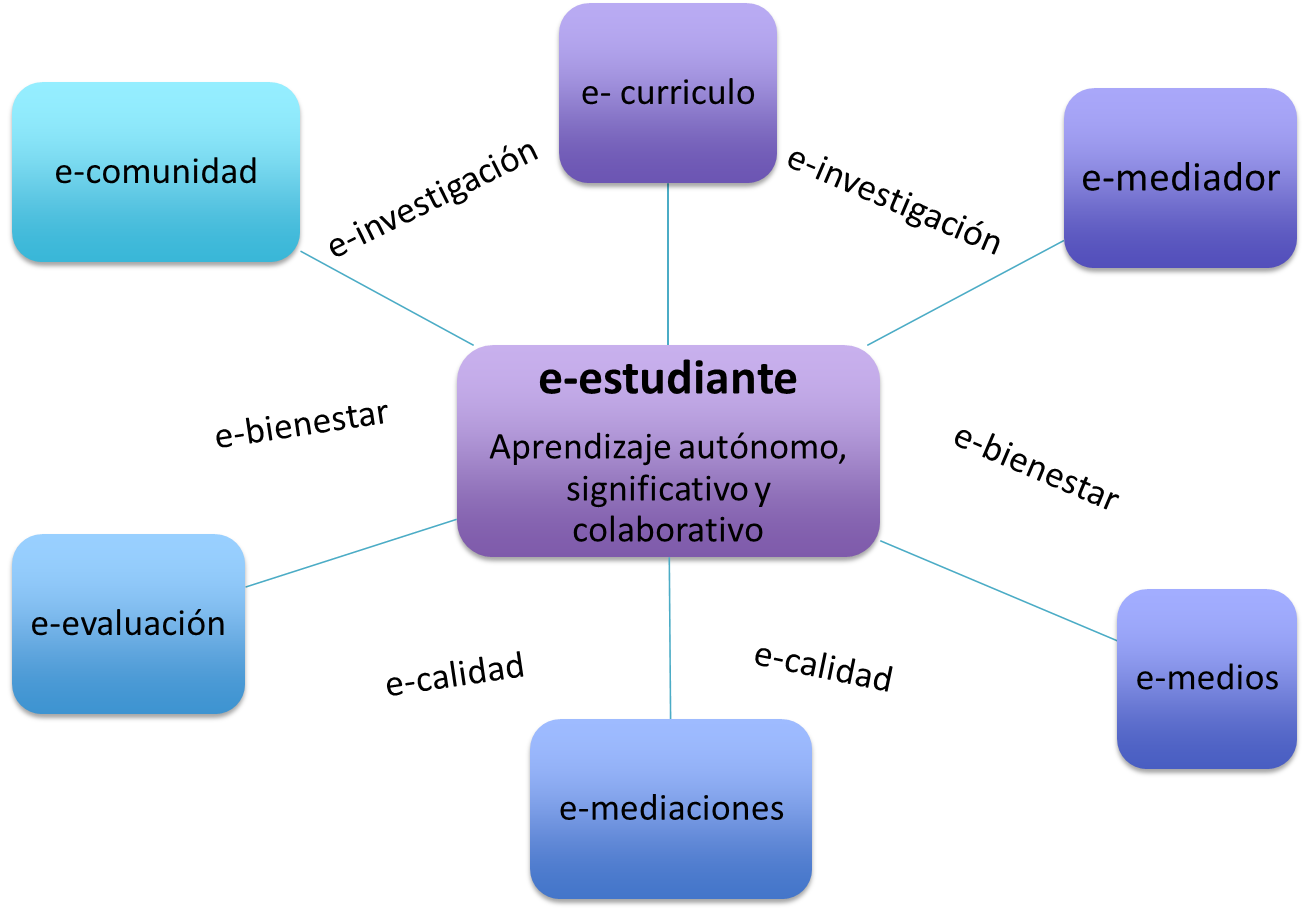 e- curriculo
e-comunidad
e-investigación
e-investigación
e-mediador
e-estudiante
Aprendizaje autónomo,
significativo y
colaborativo
e-bienestar
e-bienestar
e-evaluación
e-calidad
e-calidad
e-medios
e-mediaciones